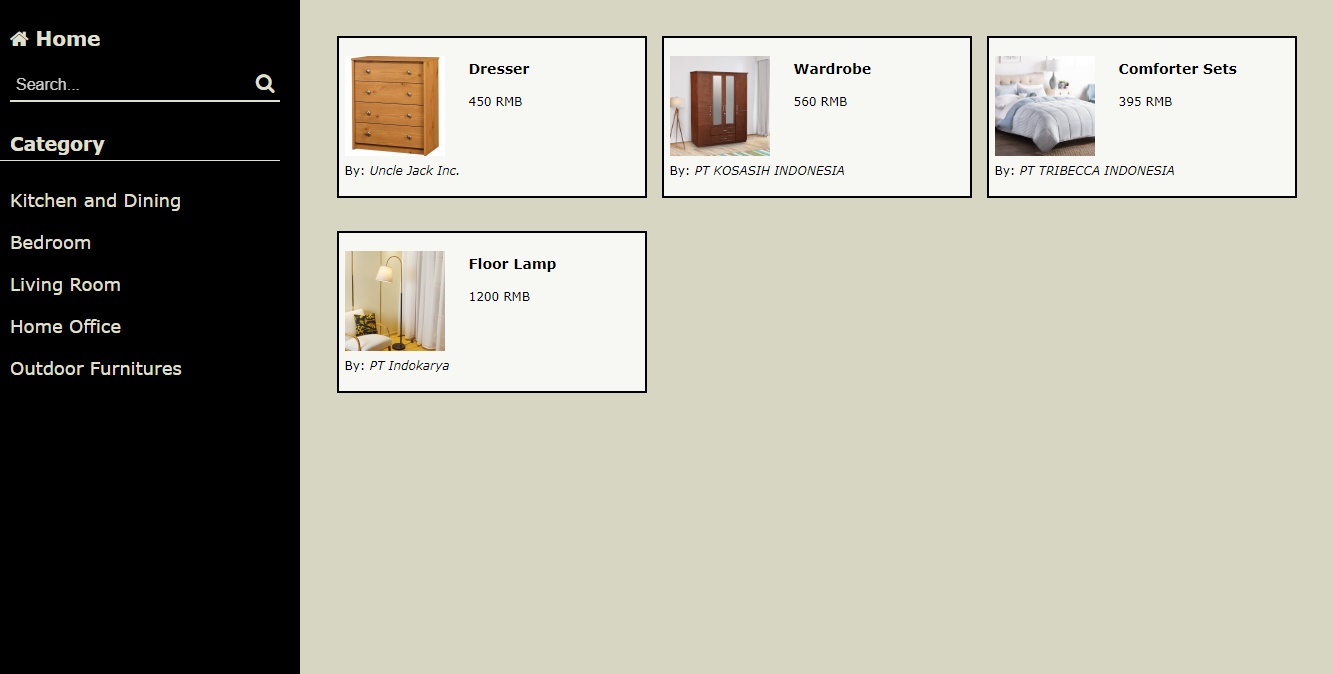 Home
Search...
Category
Kitchen and Dining
Bedroom
Living Room
Home Office
Outdoor Furnitures
Dresser
450 RMB
By: Uncle Jack Inc.
Wardrobe
560 RMB
By: PT KOSASIH INDONESIA
Comforter Sets
395 RMB
By: PT TRIBECCA INDONESIA
Floor Lamp
1200 RMB
By: PT Indokarya